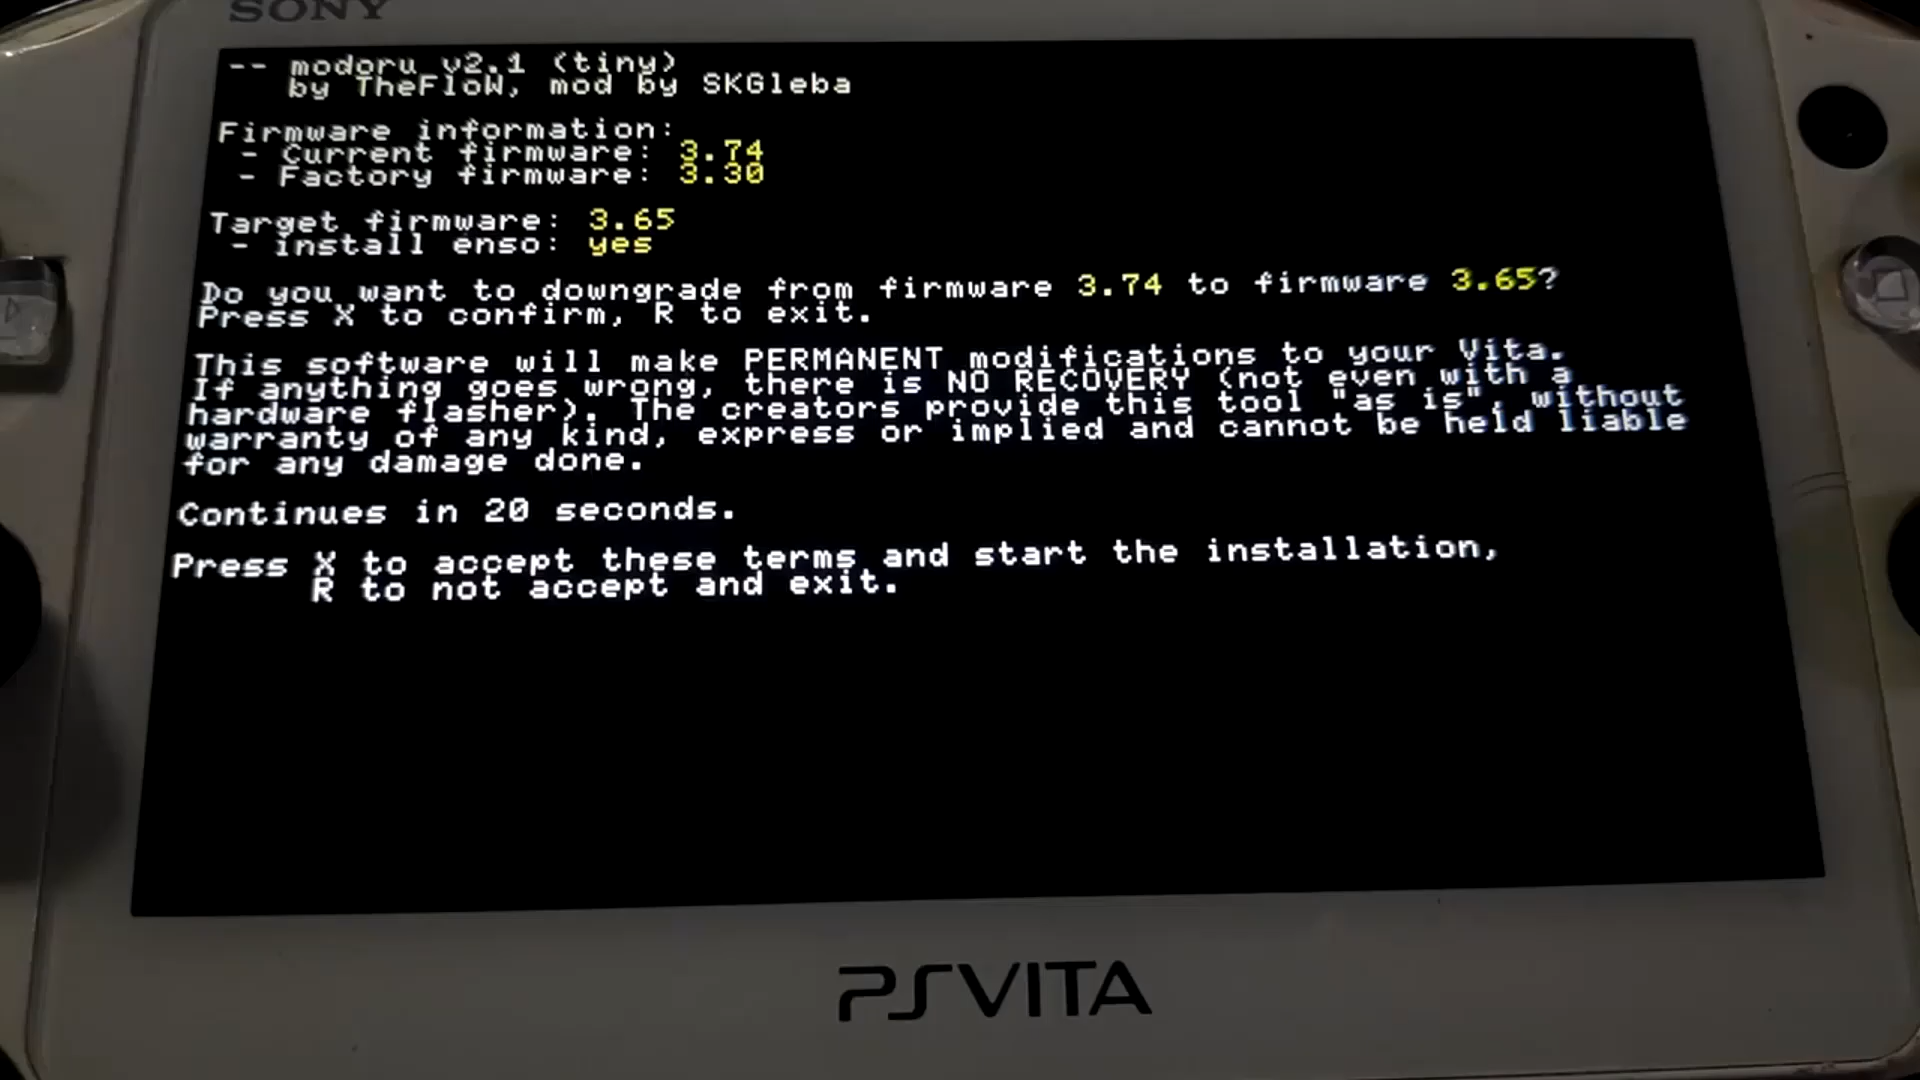 SONY
-- modoru v2.1 (tiny)
by TheFloW, mod by SKGleba
Firmware information:
- Current firmware: 3.74
- Factory firmware: 3.30
Target firmware: 3.65
- install enso: yes
Do you want to downgrade from firmware 3.74 to firmware 3.65?
Press X to confirm, R to exit.
This software will make PERMANENT modifications to your Vita.
If anything goes wrong, there is NO RECOVERY (not even with a
hardware flasher). The creators provide this tool "as is", without
warranty of any kind, express or implied and cannot be held liable
for any damage done.
Continues in 20 seconds.
Press X to accept these terms and start the installation,
R to not accept and exit.
PSVITA